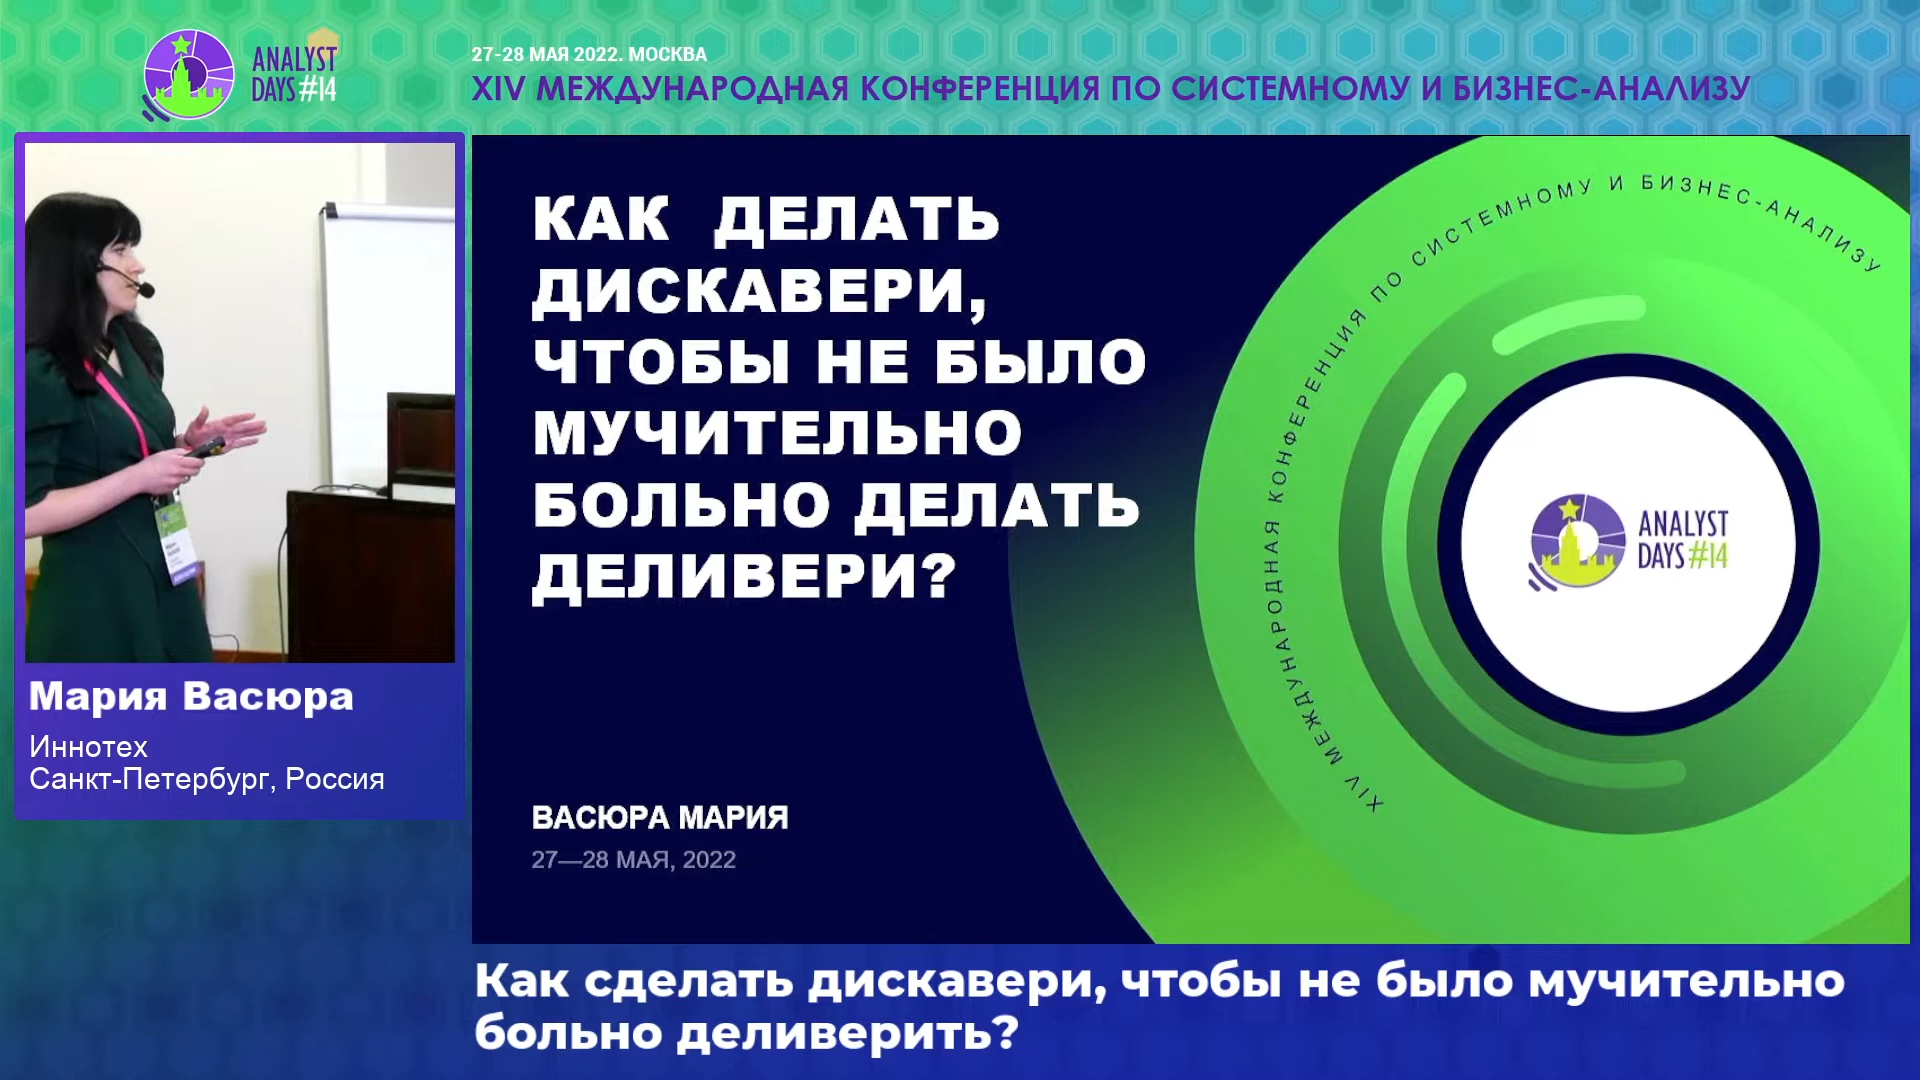 ANALYST
DAYS #14
27-28 МАЯ 2022. МОСКВА
XIV МЕЖДУНАРОДНАЯ КОНФЕРЕНЦИЯ ПО СИСТЕМНОМУ И БИЗНЕС-АНАЛИЗУ
КАК ДЕЛАТЬ
ДИСКАВЕРИ,
ЧТОБЫ НЕ БЫЛО
МУЧИТЕЛЬНО
БОЛЬНО ДЕЛАТЬ
ДЕЛИВЕРИ?
ВАСЮРА МАРИЯ
27—28 МАЯ, 2022
XIV МЕЖДУНАРОДНАЯ КОНФЕРЕНЦИЯ ПО СИСТЕМНОМУ И БИЗНЕС-АНАЛИЗУ
ANALYST
DAYS #14
Мария Васюра
Иннотех
Санкт-Петербург, Россия
Как сделать дискавери, чтобы не было мучительно
больно деливерить?